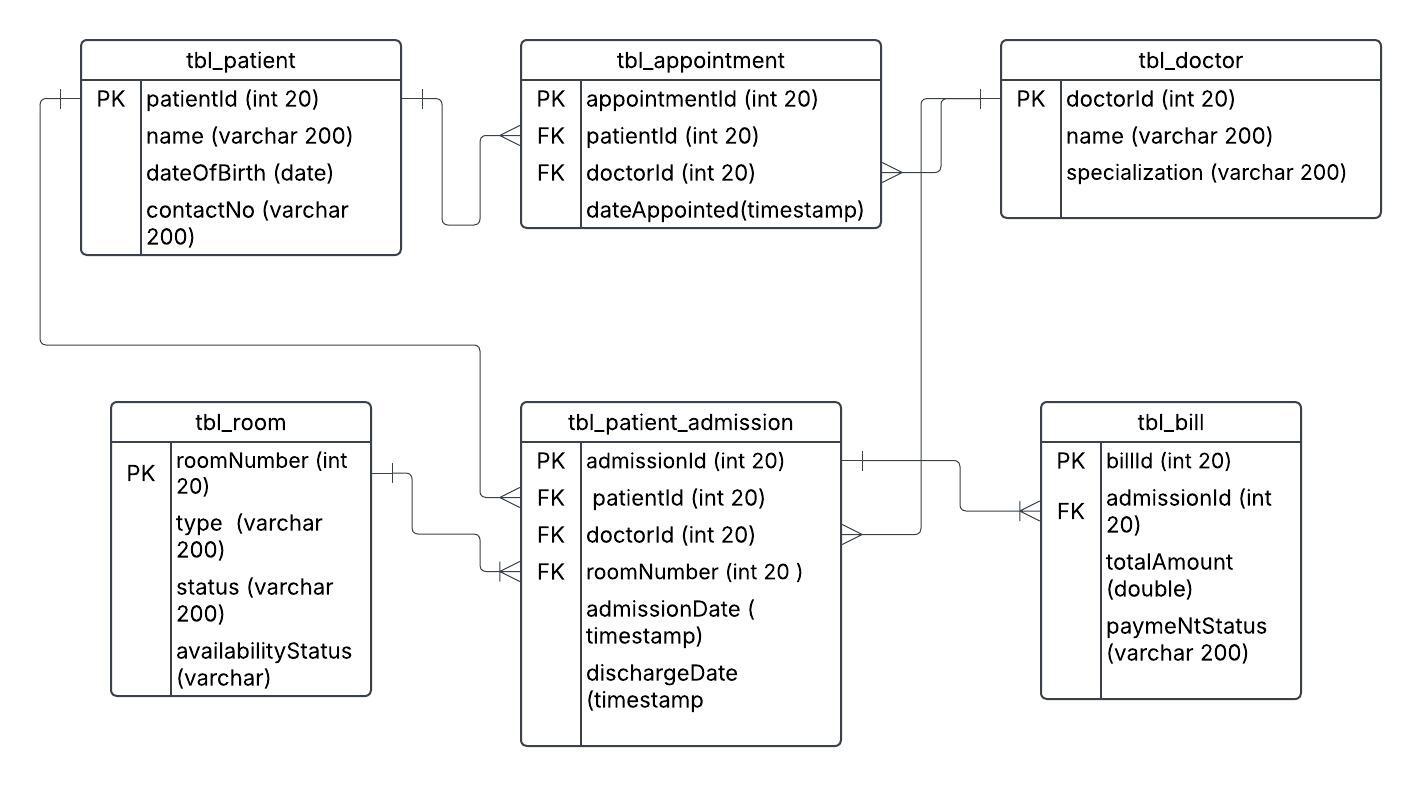 tbl_patient
PK patientId (int 20)
name (varchar 200)
dateOfBirth (date)
contactNo (varchar
200)
tbl_appointment
PK appointmentId (int 20)
FK patientId (int 20)
FK doctorId (int 20)
dateAppointed(timestamp)
tbl_doctor
PK doctorId (int 20)
name (varchar 200)
specialization (varchar 200)
tbl_room
PK roomNumber (int
20)
type (varchar
200)
status (varchar
200)
availabilityStatus
(varchar)
tbl_patient_admission
PK admissionId (int 20)
FK patientId (int 20)
FK doctorId (int 20)
FK roomNumber (int 20 )
admissionDate (
timestamp)
dischargeDate
(timestamp
tbl_bill
PK billId (int 20)
FK admissionId (int
20)
totalAmount
(double)
paymeNtStatus
(varchar 200)